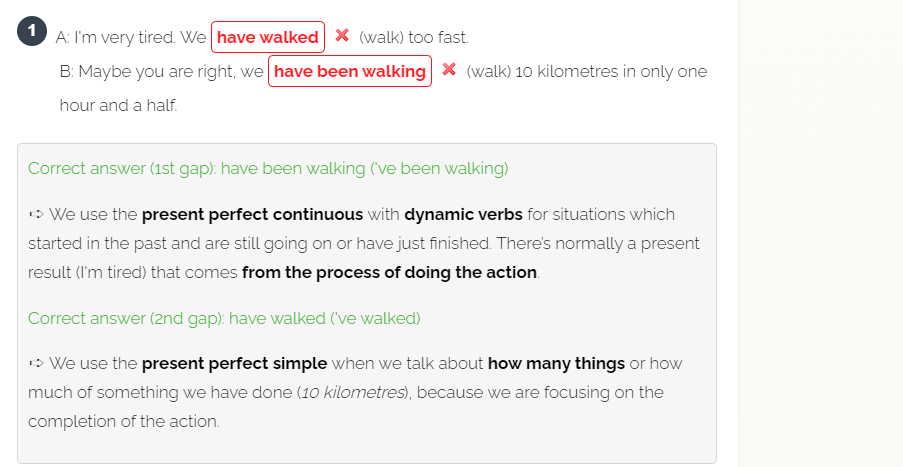 1 A: I'm very tired. We have walked ✖ (walk) too fast.
B: Maybe you are right, we have been walking ✖ (walk) 10 kilometres in only one
hour and a half.
Correct answer (1st gap): have been walking ('ve been walking)
➪ We use the present perfect continuous with dynamic verbs for situations which
started in the past and are still going on or have just finished. There's normally a present
result (I'm tired) that comes from the process of doing the action.
Correct answer (2nd gap): have walked ('ve walked)
➪ We use the present perfect simple when we talk about how many things or how
much of something we have done (10 kilometres), because we are focusing on the
completion of the action.